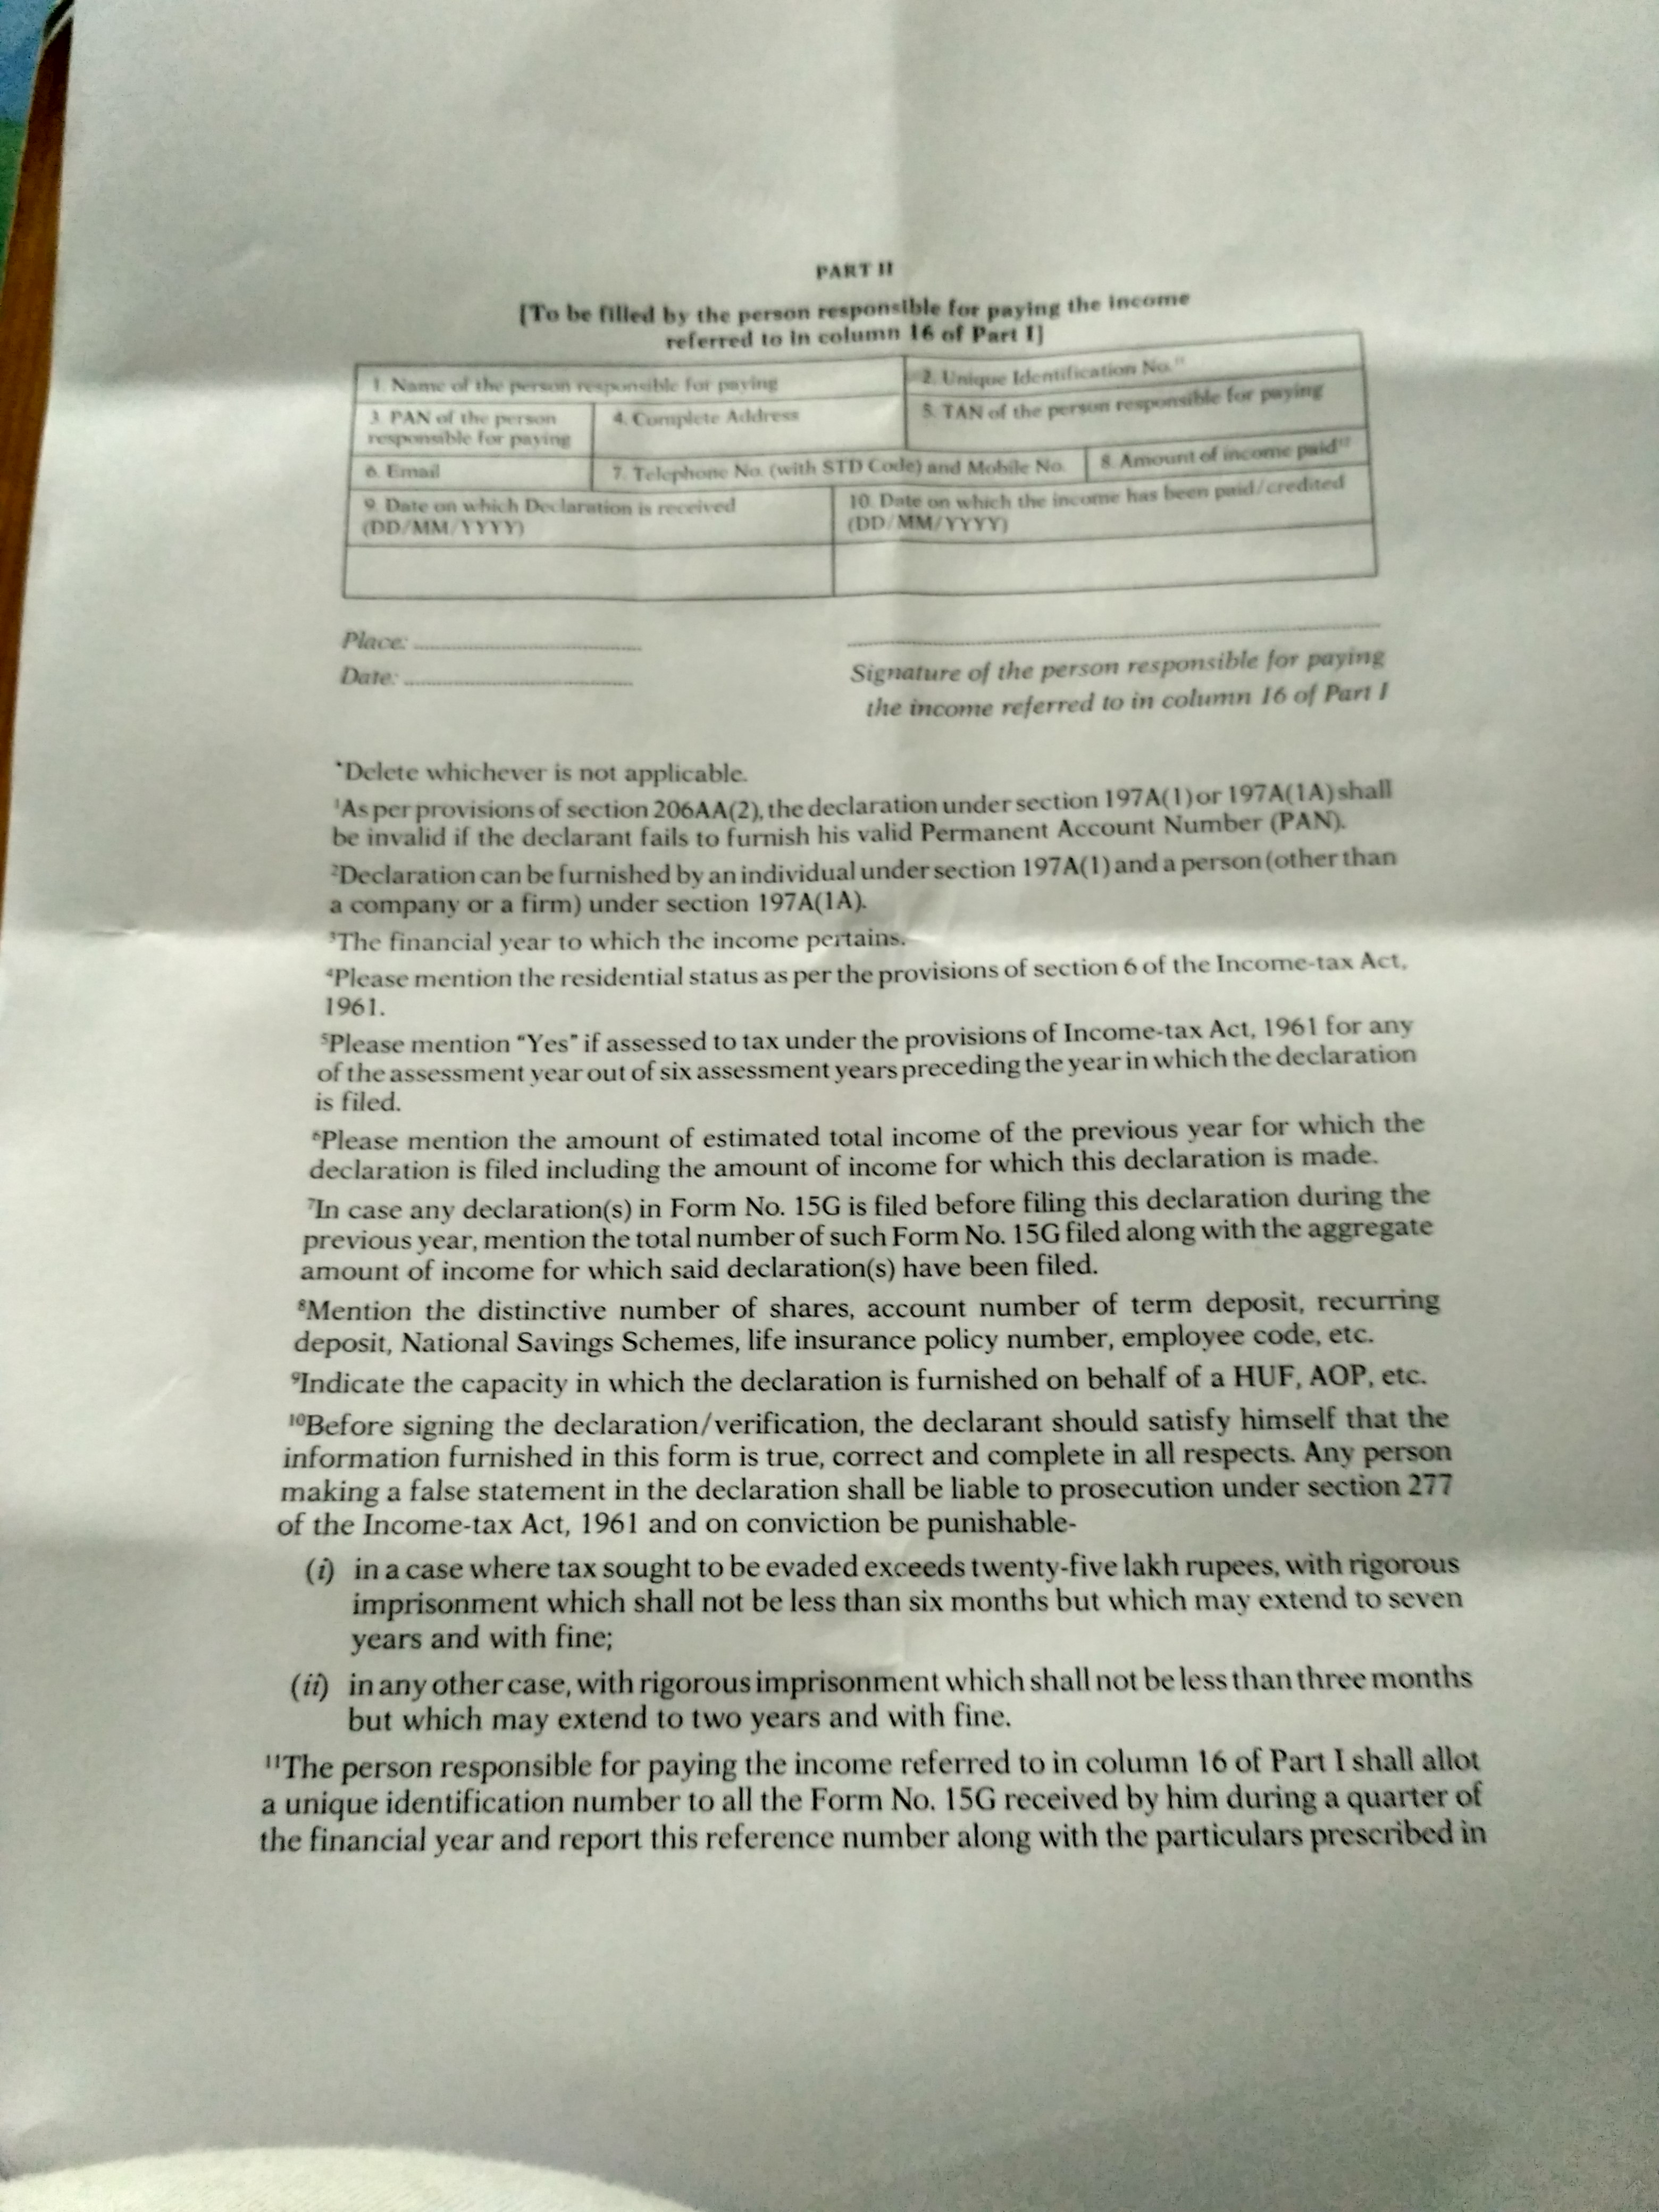 PART II
[To be filled by the person responsible for paying the income
referred to in column 16 of Part I]
1. Name of the person responsible for paying
2. Unique Identification No.¹¹
3. PAN of the person
responsible for paying
4. Complete Address
5. TAN of the person responsible for paying
6. Email
7. Telephone No. (with STD Code) and Mobile No.
8. Amount of income paid¹²
9. Date on which Declaration is received
(DD/MM/YYYY)
10. Date on which the income has been paid/credited
(DD/MM/YYYY)
Place: ..............................
Date: ..............................
Signature of the person responsible for paying
the income referred to in column 16 of Part I
*Delete whichever is not applicable.
¹As per provisions of section 206AA(2), the declaration under section 197A(1) or 197A(1A) shall
be invalid if the declarant fails to furnish his valid Permanent Account Number (PAN).
²Declaration can be furnished by an individual under section 197A(1) and a person (other than
a company or a firm) under section 197A(1A).
³The financial year to which the income pertains.
⁴Please mention the residential status as per the provisions of section 6 of the Income-tax Act,
1961.
⁵Please mention "Yes" if assessed to tax under the provisions of Income-tax Act, 1961 for any
of the assessment year out of six assessment years preceding the year in which the declaration
is filed.
⁶Please mention the amount of estimated total income of the previous year for which the
declaration is filed including the amount of income for which this declaration is made.
⁷In case any declaration(s) in Form No. 15G is filed before filing this declaration during the
previous year, mention the total number of such Form No. 15G filed along with the aggregate
amount of income for which said declaration(s) have been filed.
⁸Mention the distinctive number of shares, account number of term deposit, recurring
deposit, National Savings Schemes, life insurance policy number, employee code, etc.
⁹Indicate the capacity in which the declaration is furnished on behalf of a HUF, AOP, etc.
¹⁰Before signing the declaration/verification, the declarant should satisfy himself that the
information furnished in this form is true, correct and complete in all respects. Any person
making a false statement in the declaration shall be liable to prosecution under section 277
of the Income-tax Act, 1961 and on conviction be punishable-
(i) in a case where tax sought to be evaded exceeds twenty-five lakh rupees, with rigorous
imprisonment which shall not be less than six months but which may extend to seven
years and with fine;
(ii) in any other case, with rigorous imprisonment which shall not be less than three months
but which may extend to two years and with fine.
¹¹The person responsible for paying the income referred to in column 16 of Part I shall allot
a unique identification number to all the Form No. 15G received by him during a quarter of
the financial year and report this reference number along with the particulars prescribed in